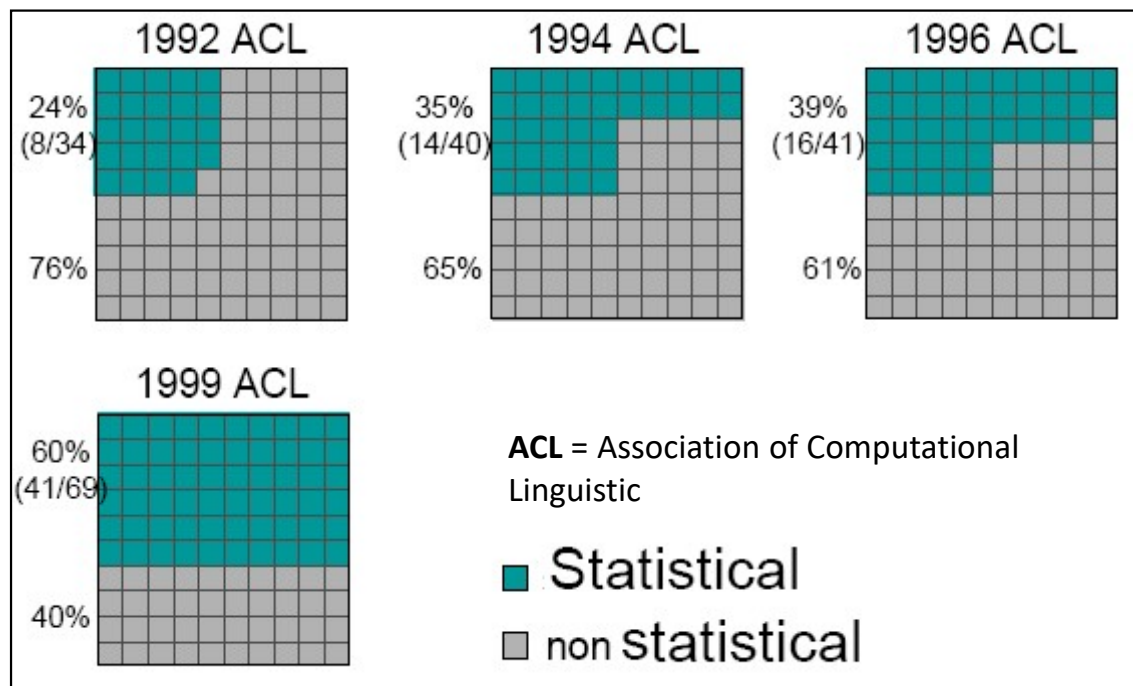 1992 ACL
24%
(8/34)
76%
1994 ACL
35%
(14/40)
65%
1996 ACL
39%
(16/41)
61%
1999 ACL
60%
(41/69)
40%
ACL = Association of Computational
Linguistic
Statistical
non statistical